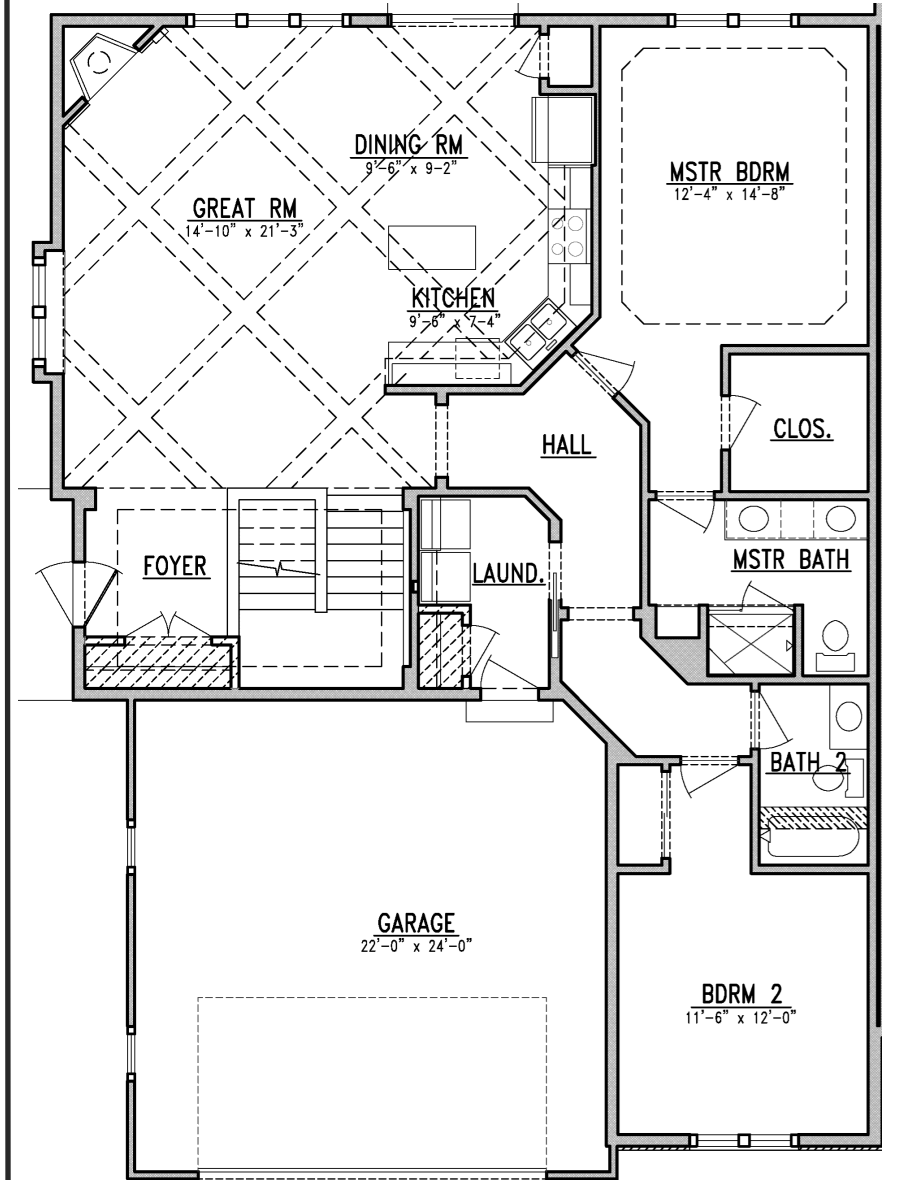 DINING RM
9'-6" x 9-2"
MSTR BDRM
12'-4" x 14'-8"
GREAT RM
14'-10" x 21'-3"
KITCHEN
9'-6" x 7-4"
CLOS.
HALL
FOYER
LAUND.
MSTR BATH
BATH 2
GARAGE
22'-0" x 24'-0"
BDRM 2
11'-6" x 12'-0"